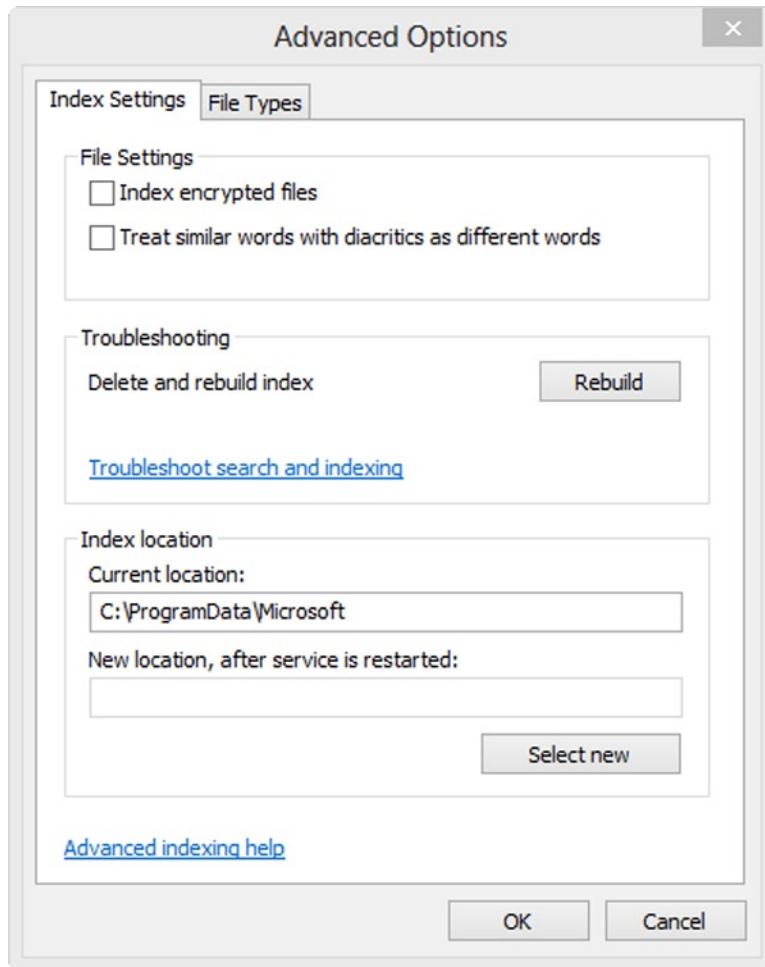 Advanced Options
Index Settings File Types
File Settings
Index encrypted files
Treat similar words with diacritics as different words
Troubleshooting
Delete and rebuild index Rebuild
Troubleshoot search and indexing
Index location
Current location:
C:\ProgramData\Microsoft
New location, after service is restarted:
Select new
Advanced indexing help
OK Cancel